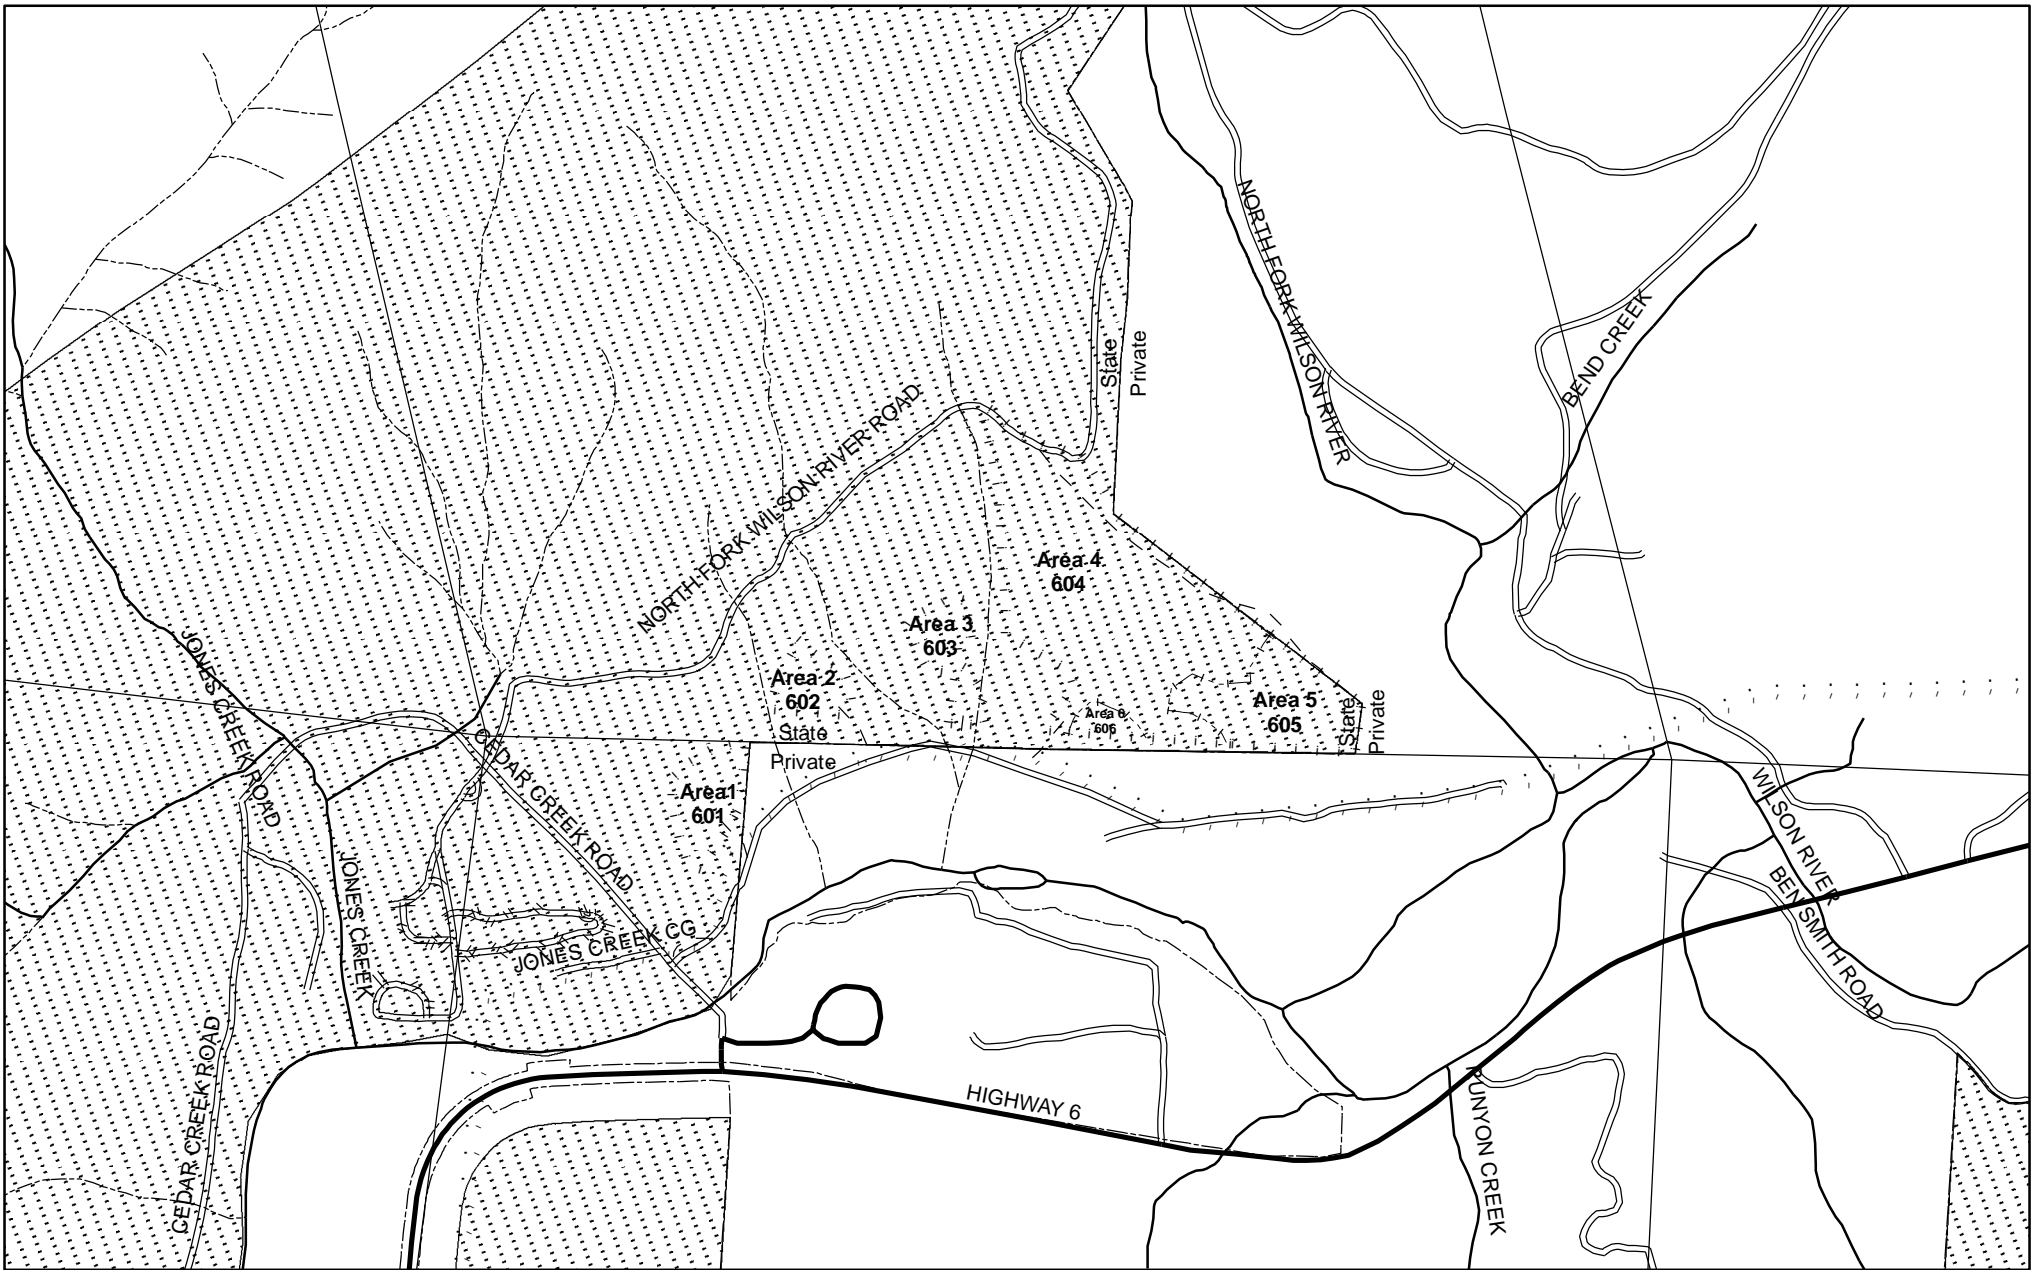 NORTH FORK WILSON RIVER
BEND CREEK
State
Private
NORTH FORK WILSON RIVER ROAD
Area 4
604
Area 3
603
JONES CREEK ROAD
Area 2
602
State
Private
Area 6
606
Area 5
605
State
Private
CEDAR CREEK ROAD
Area1
601
WILSON RIVER
BEN SMITH ROAD
JONES CREEK
JONES CREEK CG
CEDAR CREEK ROAD
HIGHWAY 6
RUNYON CREEK